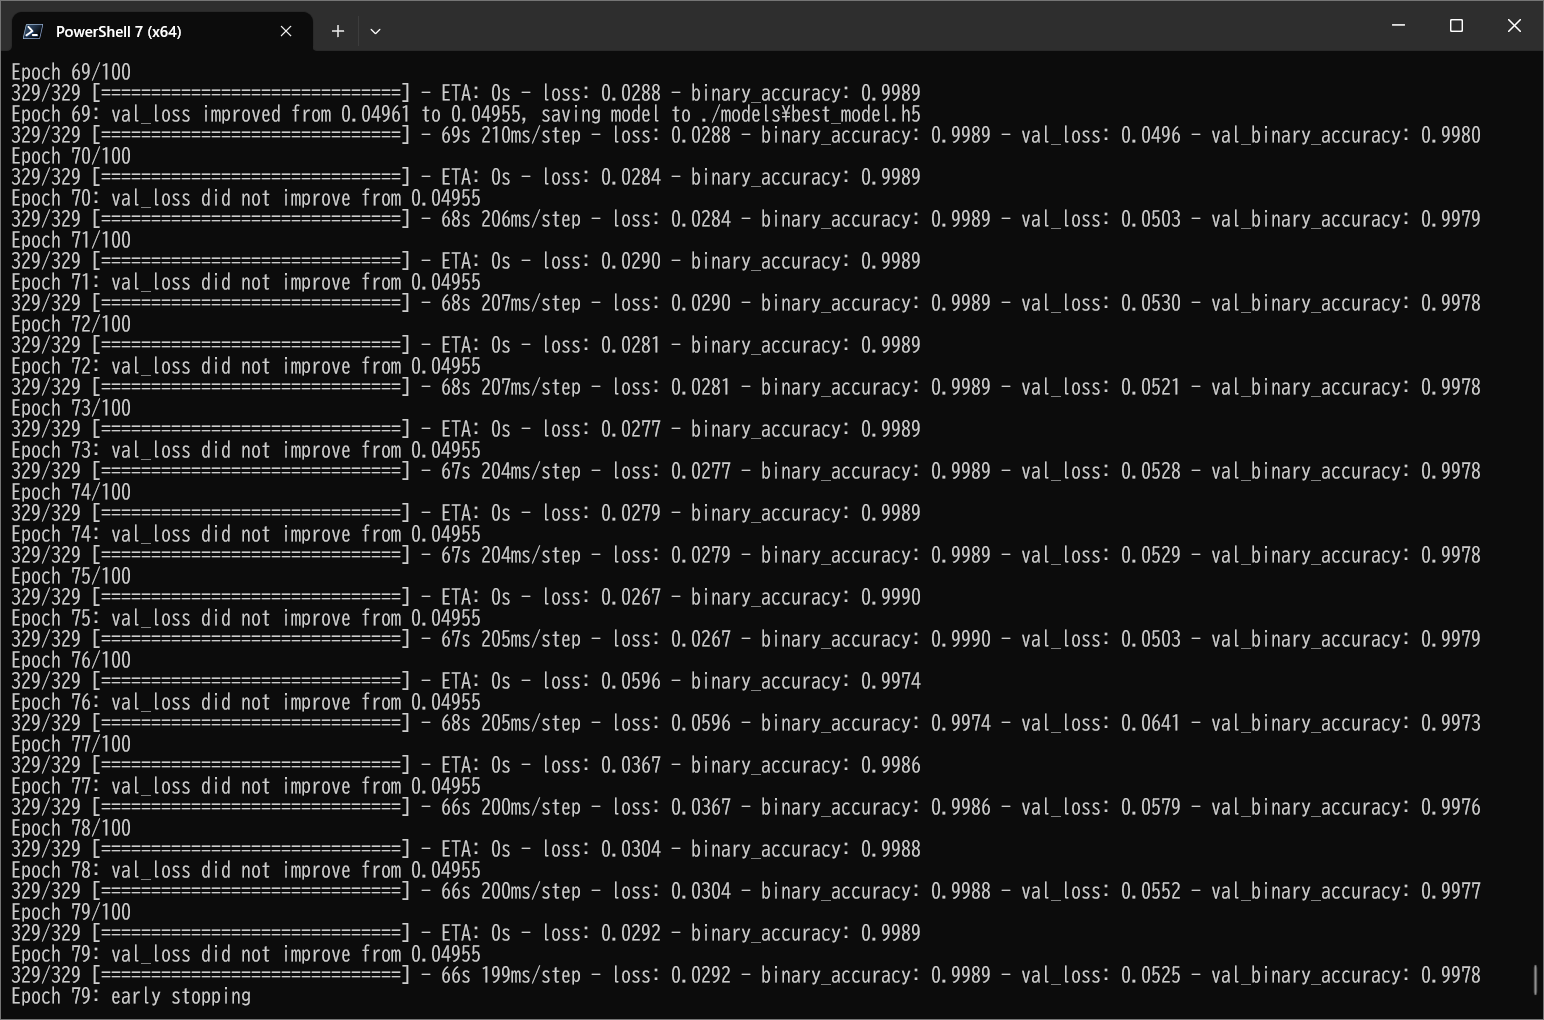 PowerShell 7 (x64)
Epoch 69/100
329/329 [==============================] - ETA: 0s - loss: 0.0288 - binary_accuracy: 0.9989
Epoch 69: val_loss improved from 0.04961 to 0.04955, saving model to ./models¥best_model.h5
329/329 [==============================] - 69s 210ms/step - loss: 0.0288 - binary_accuracy: 0.9989 - val_loss: 0.0496 - val_binary_accuracy: 0.9980
Epoch 70/100
329/329 [==============================] - ETA: 0s - loss: 0.0284 - binary_accuracy: 0.9989
Epoch 70: val_loss did not improve from 0.04955
329/329 [==============================] - 68s 206ms/step - loss: 0.0284 - binary_accuracy: 0.9989 - val_loss: 0.0503 - val_binary_accuracy: 0.9979
Epoch 71/100
329/329 [==============================] - ETA: 0s - loss: 0.0290 - binary_accuracy: 0.9989
Epoch 71: val_loss did not improve from 0.04955
329/329 [==============================] - 68s 207ms/step - loss: 0.0290 - binary_accuracy: 0.9989 - val_loss: 0.0530 - val_binary_accuracy: 0.9978
Epoch 72/100
329/329 [==============================] - ETA: 0s - loss: 0.0281 - binary_accuracy: 0.9989
Epoch 72: val_loss did not improve from 0.04955
329/329 [==============================] - 68s 207ms/step - loss: 0.0281 - binary_accuracy: 0.9989 - val_loss: 0.0521 - val_binary_accuracy: 0.9978
Epoch 73/100
329/329 [==============================] - ETA: 0s - loss: 0.0277 - binary_accuracy: 0.9989
Epoch 73: val_loss did not improve from 0.04955
329/329 [==============================] - 67s 204ms/step - loss: 0.0277 - binary_accuracy: 0.9989 - val_loss: 0.0528 - val_binary_accuracy: 0.9978
Epoch 74/100
329/329 [==============================] - ETA: 0s - loss: 0.0279 - binary_accuracy: 0.9989
Epoch 74: val_loss did not improve from 0.04955
329/329 [==============================] - 67s 204ms/step - loss: 0.0279 - binary_accuracy: 0.9989 - val_loss: 0.0529 - val_binary_accuracy: 0.9978
Epoch 75/100
329/329 [==============================] - ETA: 0s - loss: 0.0267 - binary_accuracy: 0.9990
Epoch 75: val_loss did not improve from 0.04955
329/329 [==============================] - 67s 205ms/step - loss: 0.0267 - binary_accuracy: 0.9990 - val_loss: 0.0503 - val_binary_accuracy: 0.9979
Epoch 76/100
329/329 [==============================] - ETA: 0s - loss: 0.0596 - binary_accuracy: 0.9974
Epoch 76: val_loss did not improve from 0.04955
329/329 [==============================] - 68s 205ms/step - loss: 0.0596 - binary_accuracy: 0.9974 - val_loss: 0.0641 - val_binary_accuracy: 0.9973
Epoch 77/100
329/329 [==============================] - ETA: 0s - loss: 0.0367 - binary_accuracy: 0.9986
Epoch 77: val_loss did not improve from 0.04955
329/329 [==============================] - 66s 200ms/step - loss: 0.0367 - binary_accuracy: 0.9986 - val_loss: 0.0579 - val_binary_accuracy: 0.9976
Epoch 78/100
329/329 [==============================] - ETA: 0s - loss: 0.0304 - binary_accuracy: 0.9988
Epoch 78: val_loss did not improve from 0.04955
329/329 [==============================] - 66s 200ms/step - loss: 0.0304 - binary_accuracy: 0.9988 - val_loss: 0.0552 - val_binary_accuracy: 0.9977
Epoch 79/100
329/329 [==============================] - ETA: 0s - loss: 0.0292 - binary_accuracy: 0.9989
Epoch 79: val_loss did not improve from 0.04955
329/329 [==============================] - 66s 199ms/step - loss: 0.0292 - binary_accuracy: 0.9989 - val_loss: 0.0525 - val_binary_accuracy: 0.9978
Epoch 79: early stopping